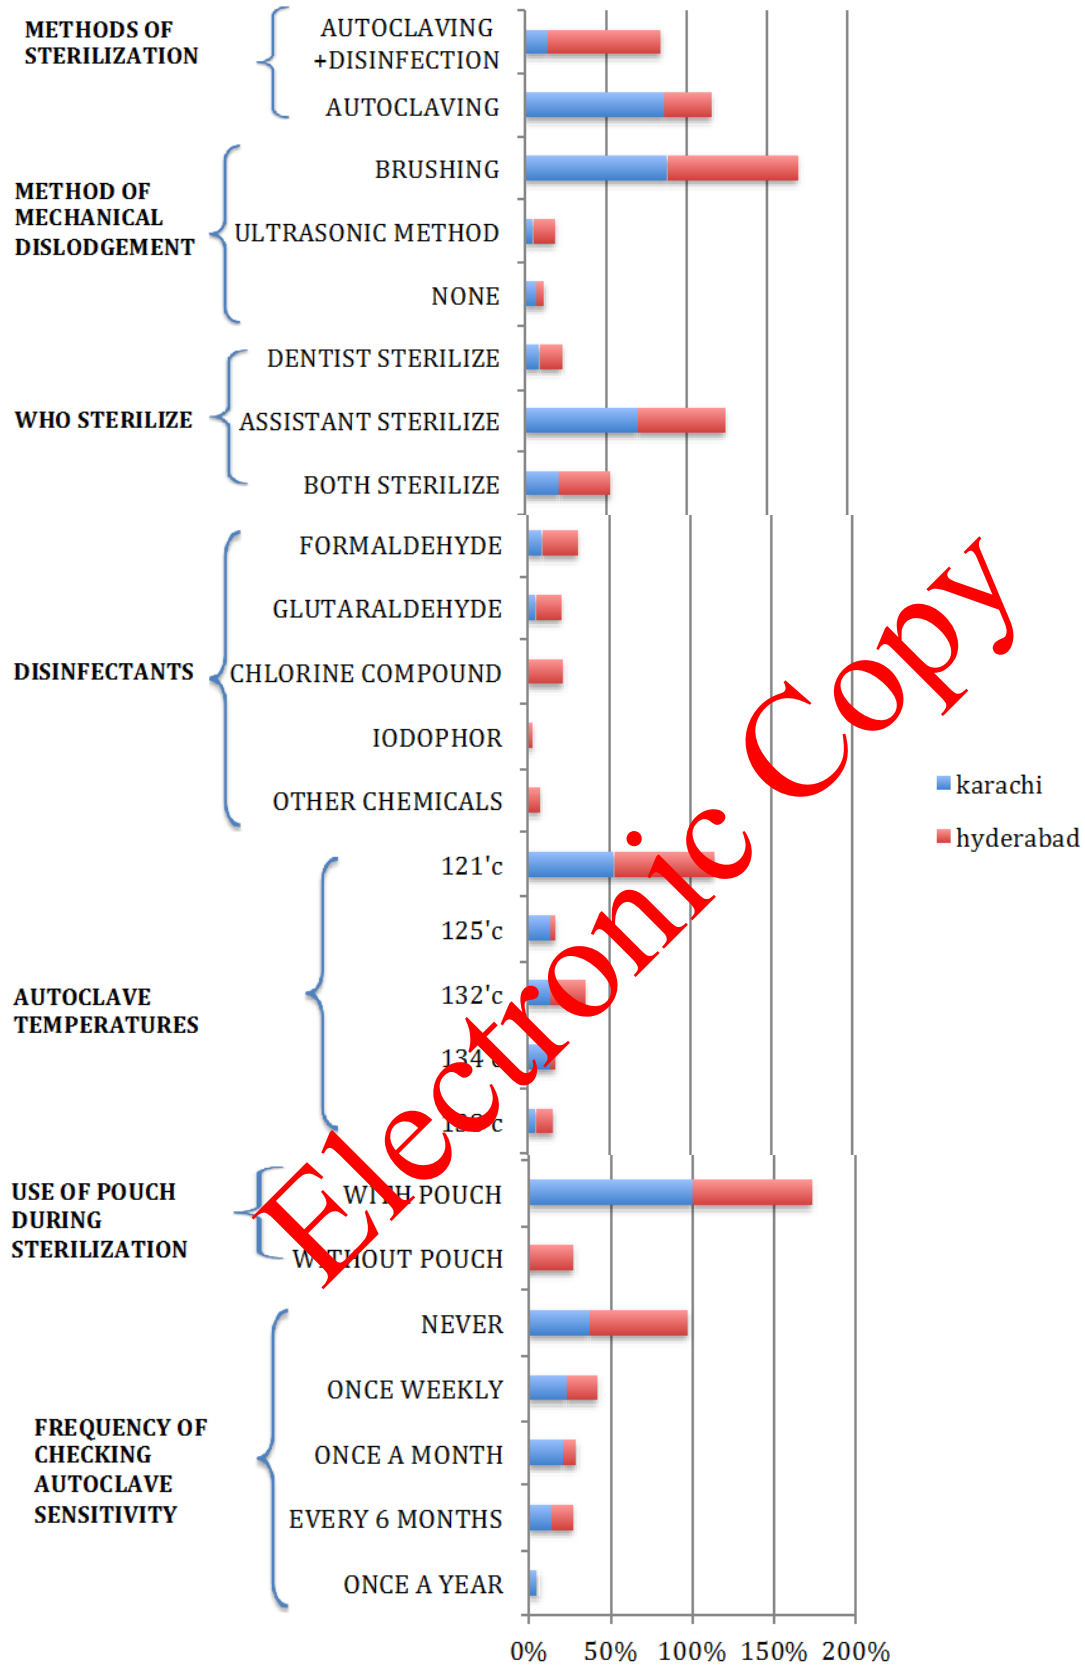 METHODS OF
STERILIZATION
AUTOCLAVING
+DISINFECTION
AUTOCLAVING
METHOD OF
MECHANICAL
DISLODGEMENT
BRUSHING
ULTRASONIC METHOD
NONE
WHO STERILIZE
DENTIST STERILIZE
ASSISTANT STERILIZE
BOTH STERILIZE
DISINFECTANTS
FORMALDEHYDE
GLUTARALDEHYDE
CHLORINE COMPOUND
IODOPHOR
OTHER CHEMICALS
karachi
hyderabad
AUTOCLAVE
TEMPERATURES
121'c
125'c
132'c
134'c
USE OF POUCH
DURING
STERILIZATION
WITH POUCH
WITHOUT POUCH
FREQUENCY OF
CHECKING
AUTOCLAVE
SENSITIVITY
NEVER
ONCE WEEKLY
ONCE A MONTH
EVERY 6 MONTHS
ONCE A YEAR
0% 50% 100% 150% 200%
Electronic Copy